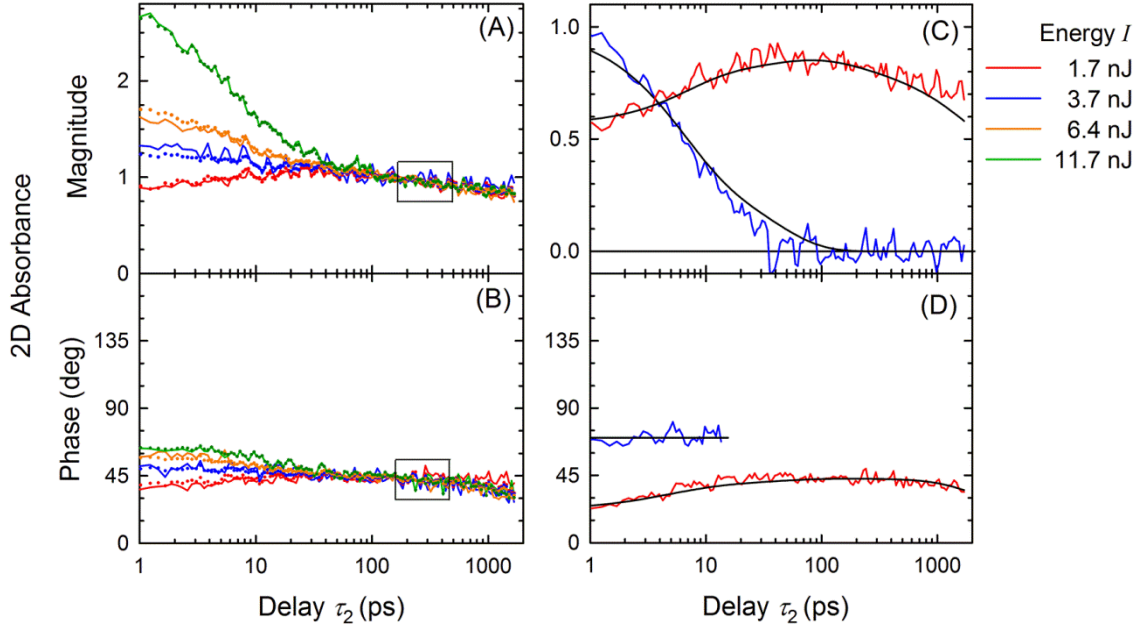 2D Absorbance
Magnitude
2
1
0
(A)
Phase (deg)
135
90
45
0
(B)
1 10 100 1000
Delay τ2 (ps)
1.0
0.5
0.0
(C)
135
90
45
0
(D)
1 10 100 1000
Delay τ2 (ps)
Energy I
1.7 nJ
3.7 nJ
6.4 nJ
11.7 nJ